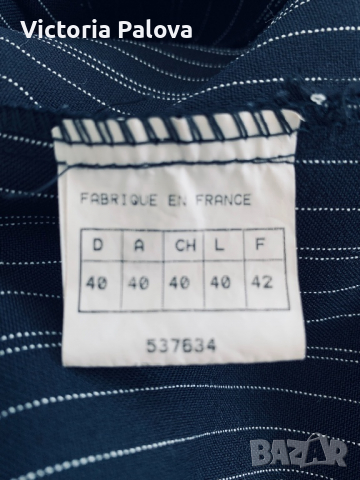 Victoria Palova
FABRIQUE EN FRANCE
D A CH L F
40 40 40 40 42
537634
BAZAR